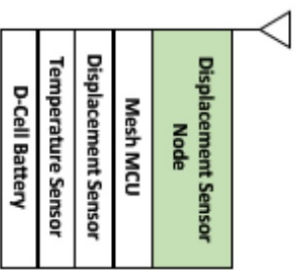 Displacement Sensor
Node
Mesh MCU
Displacement Sensor
Temperature Sensor
D-Cell Battery